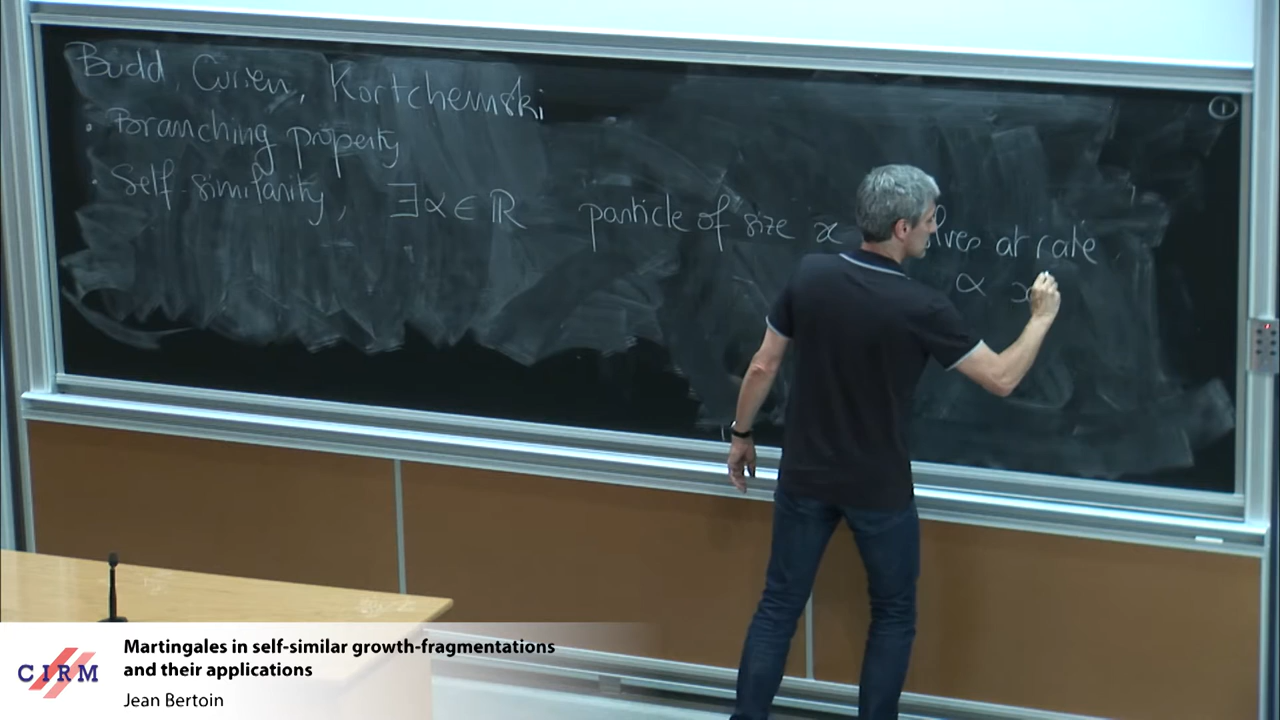 Budd, Curien, Kortchemski
. Branching property
. Self similarity, ∃ α ∈ ℝ particle of size x at rate
∝ x
①
CIRM
Martingales in self-similar growth-fragmentations
and their applications
Jean Bertoin